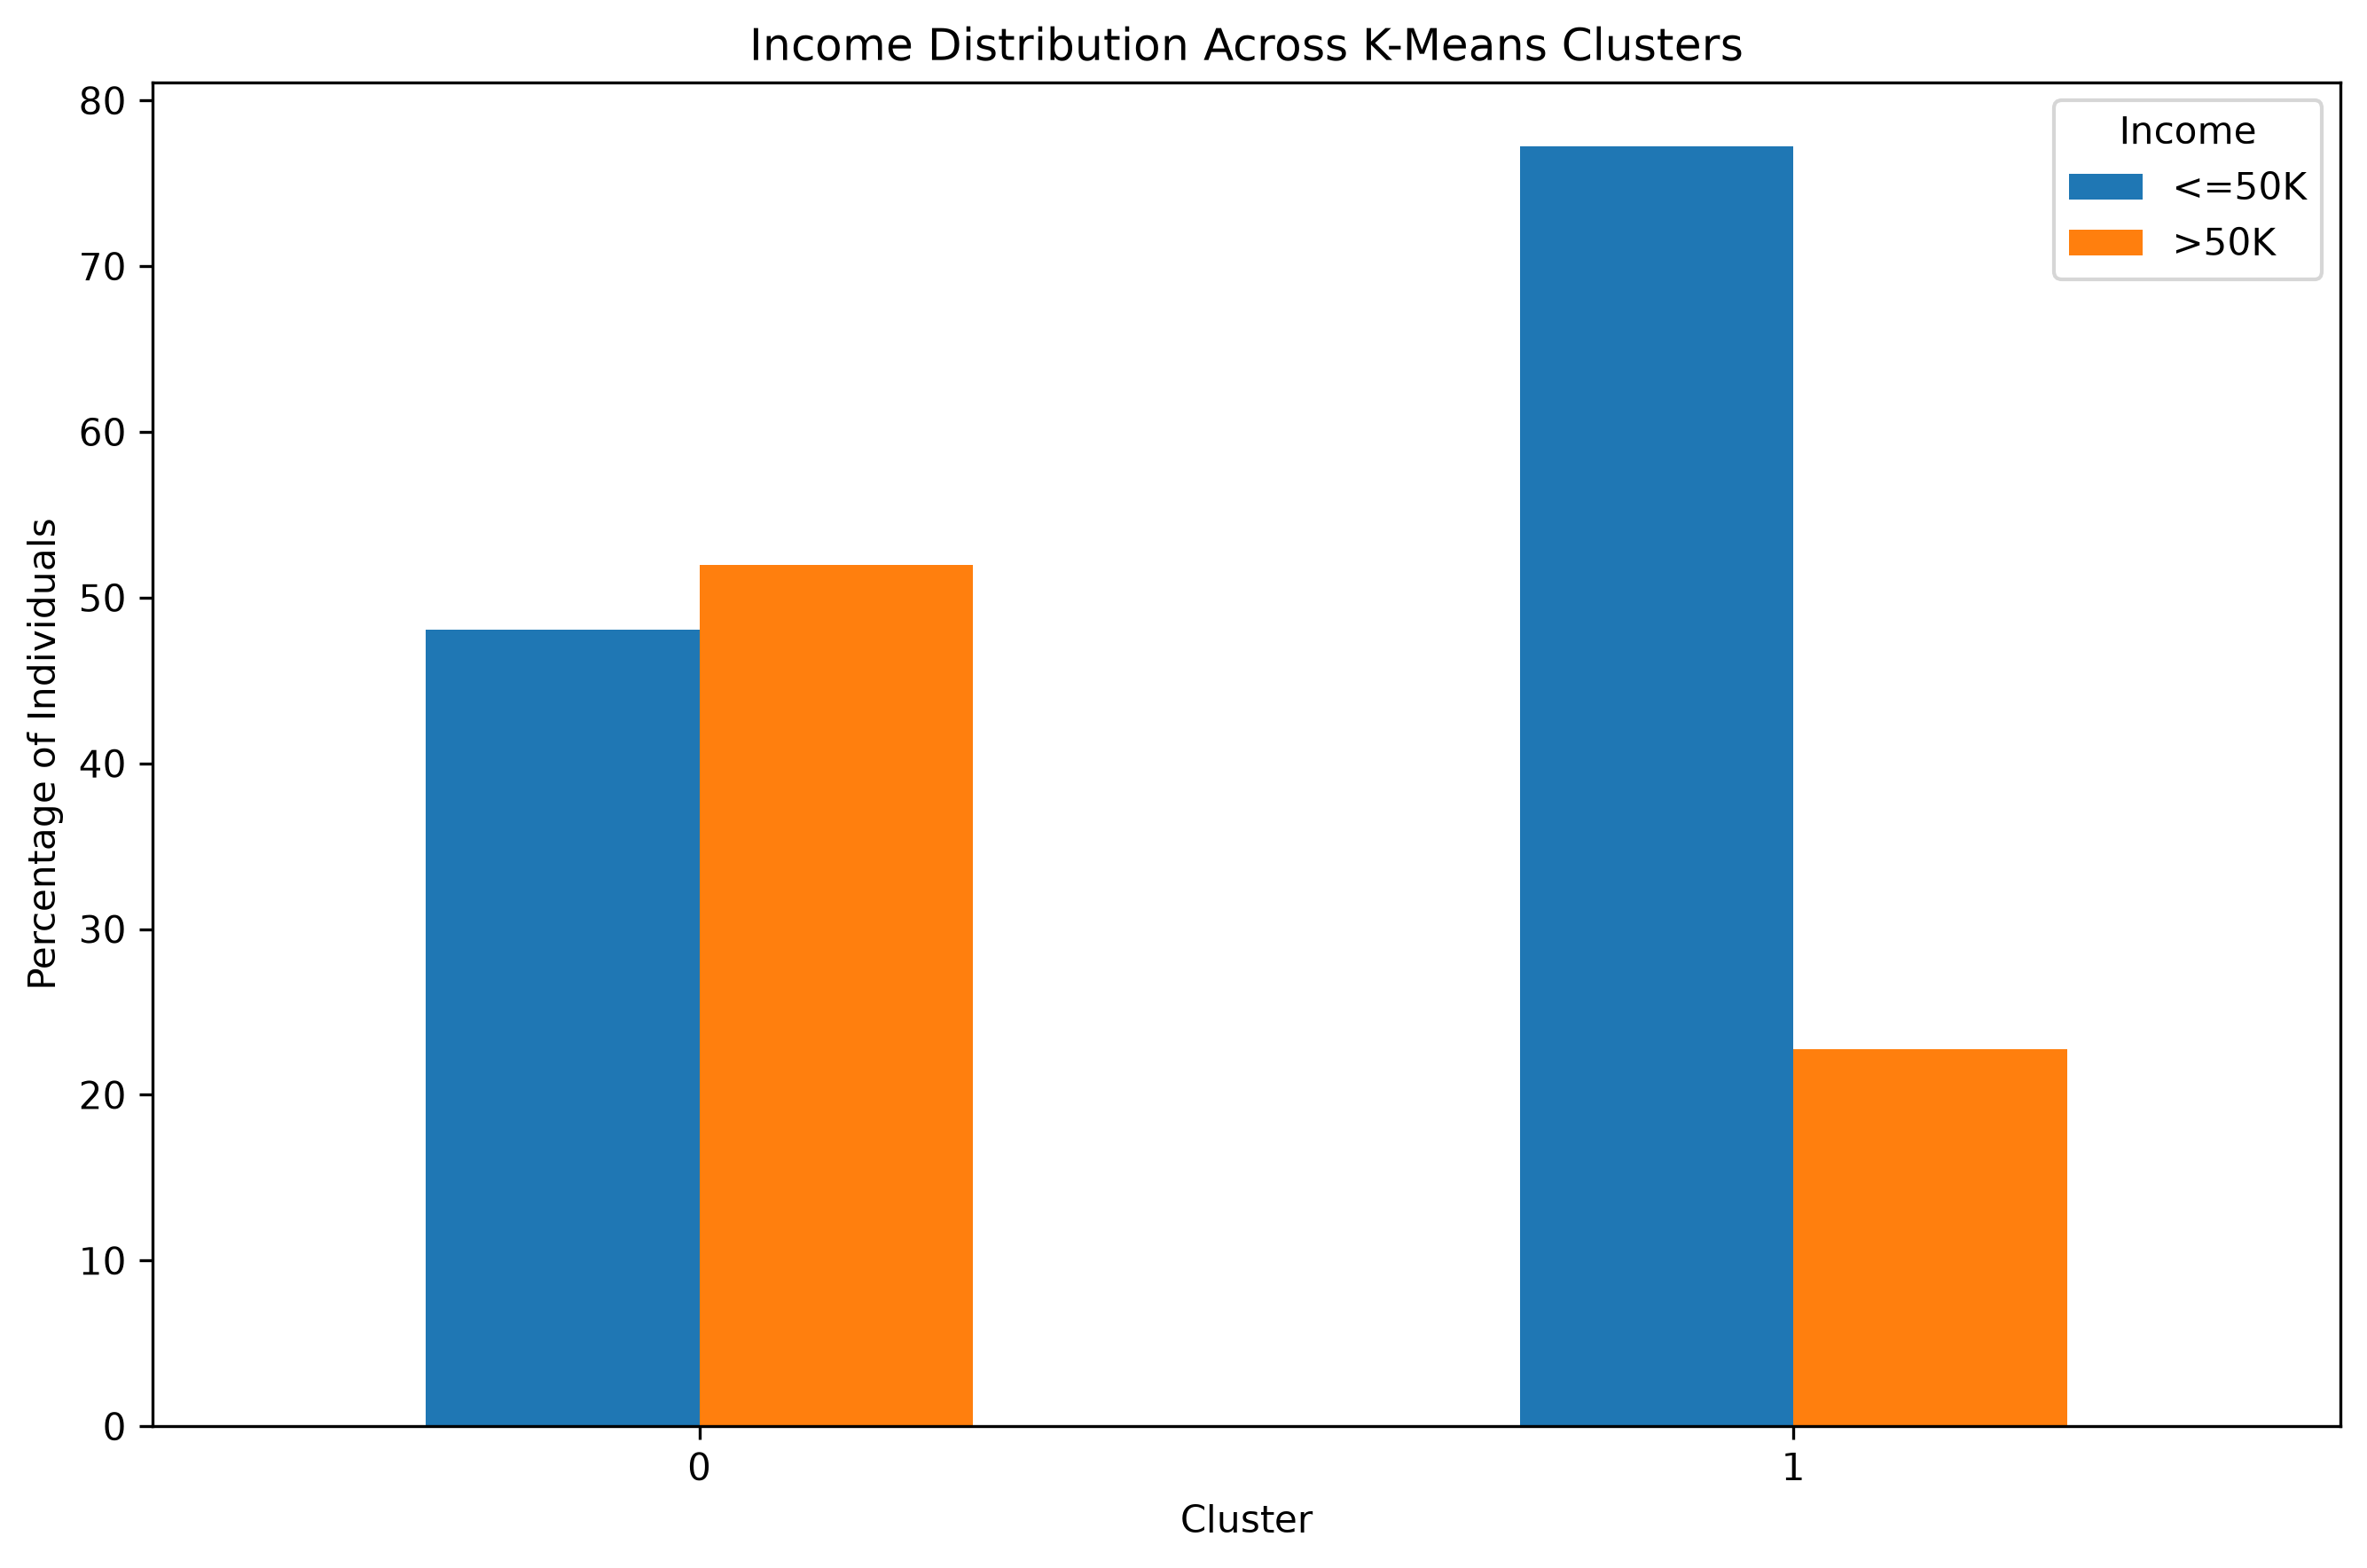 Income Distribution Across K-Means Clusters
Income
<=50K
>50K
Percentage of Individuals
80
70
60
50
40
30
20
10
0
0
1
Cluster